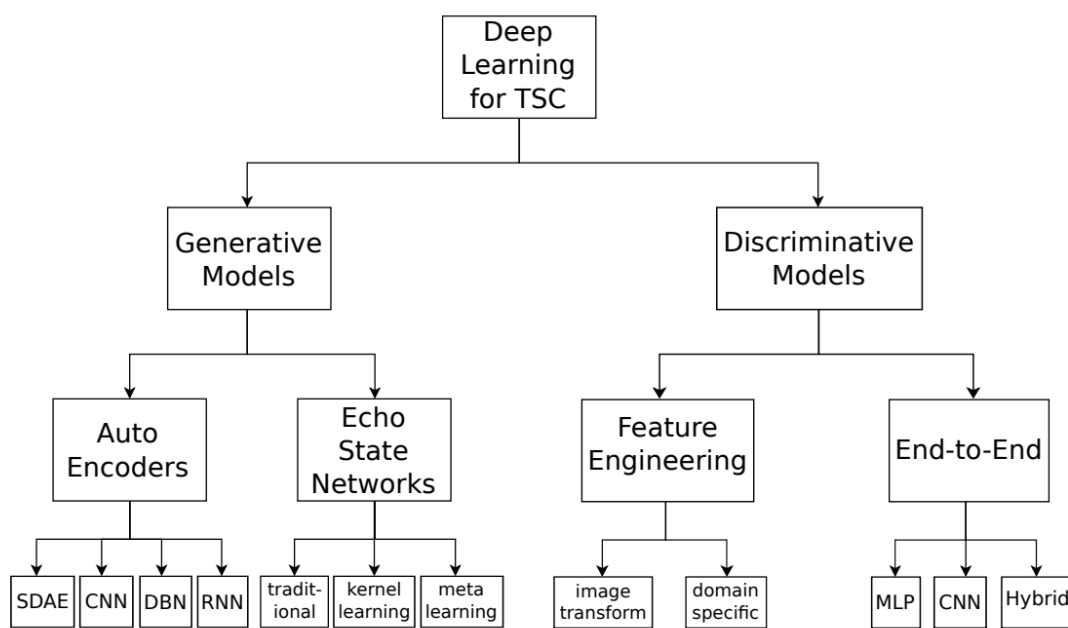 Deep
Learning
for TSC
Generative
Models
Discriminative
Models
Auto
Encoders
Echo
State
Networks
Feature
Engineering
End-to-End
SDAE
CNN
DBN
RNN
tradit-
ional
kernel
learning
meta
learning
image
transform
domain
specific
MLP
CNN
Hybrid